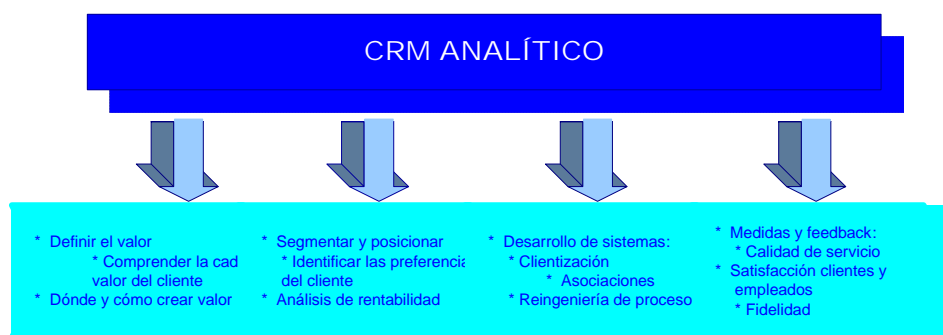 CRM ANALÍTICO
* Definir el valor
* Comprender la cad
valor del cliente
* Dónde y cómo crear valor
* Segmentar y posicionar
* Identificar las preferencia
del cliente
* Análisis de rentabilidad
* Desarrollo de sistemas:
* Clientización
* Asociaciones
* Reingeniería de proceso
* Medidas y feedback:
* Calidad de servicio
* Satisfacción clientes y
empleados
* Fidelidad